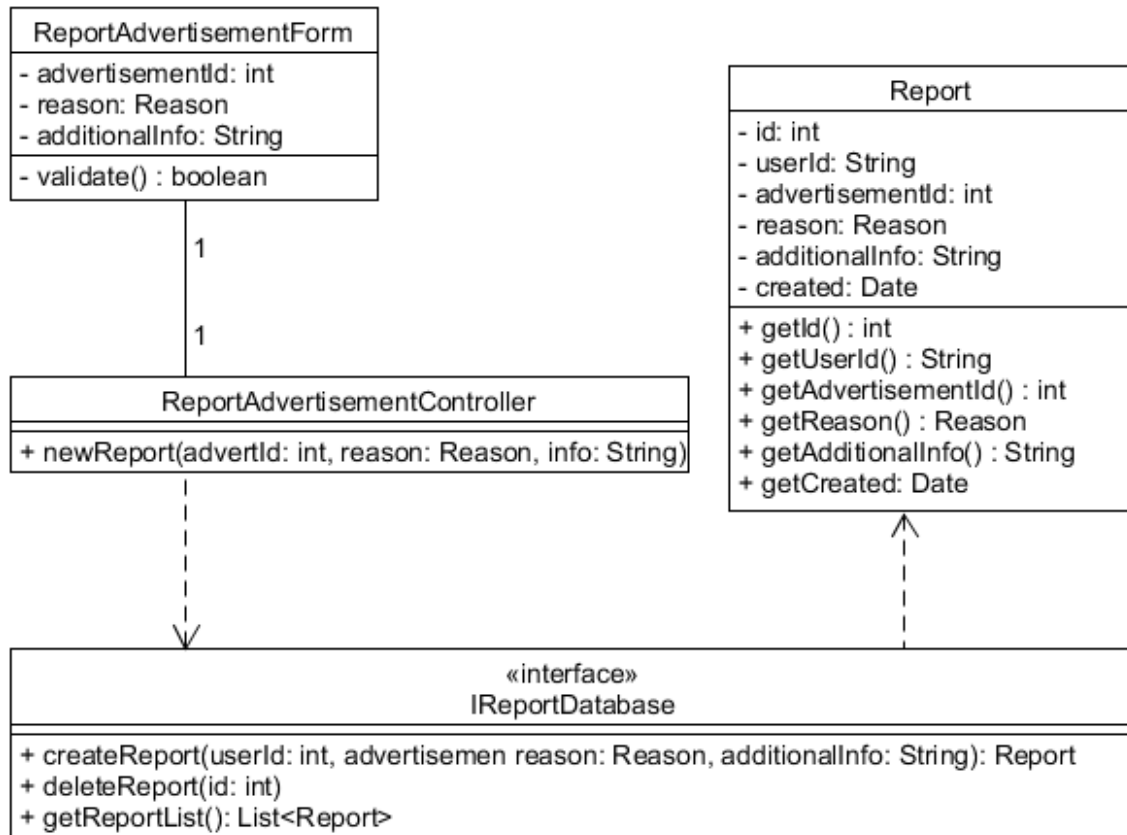 ReportAdvertisementForm
- advertisementId: int
- reason: Reason
- additionalInfo: String
- validate() : boolean
1
1
ReportAdvertisementController
+ newReport(advertId: int, reason: Reason, info: String)
Report
- id: int
- userId: String
- advertisementId: int
- reason: Reason
- additionalInfo: String
- created: Date
+ getId() : int
+ getUserId() : String
+ getAdvertisementId() : int
+ getReason() : Reason
+ getAdditionalInfo() : String
+ getCreated: Date
«interface»
IReportDatabase
+ createReport(userId: int, advertisemen reason: Reason, additionalInfo: String): Report
+ deleteReport(id: int)
+ getReportList(): List<Report>